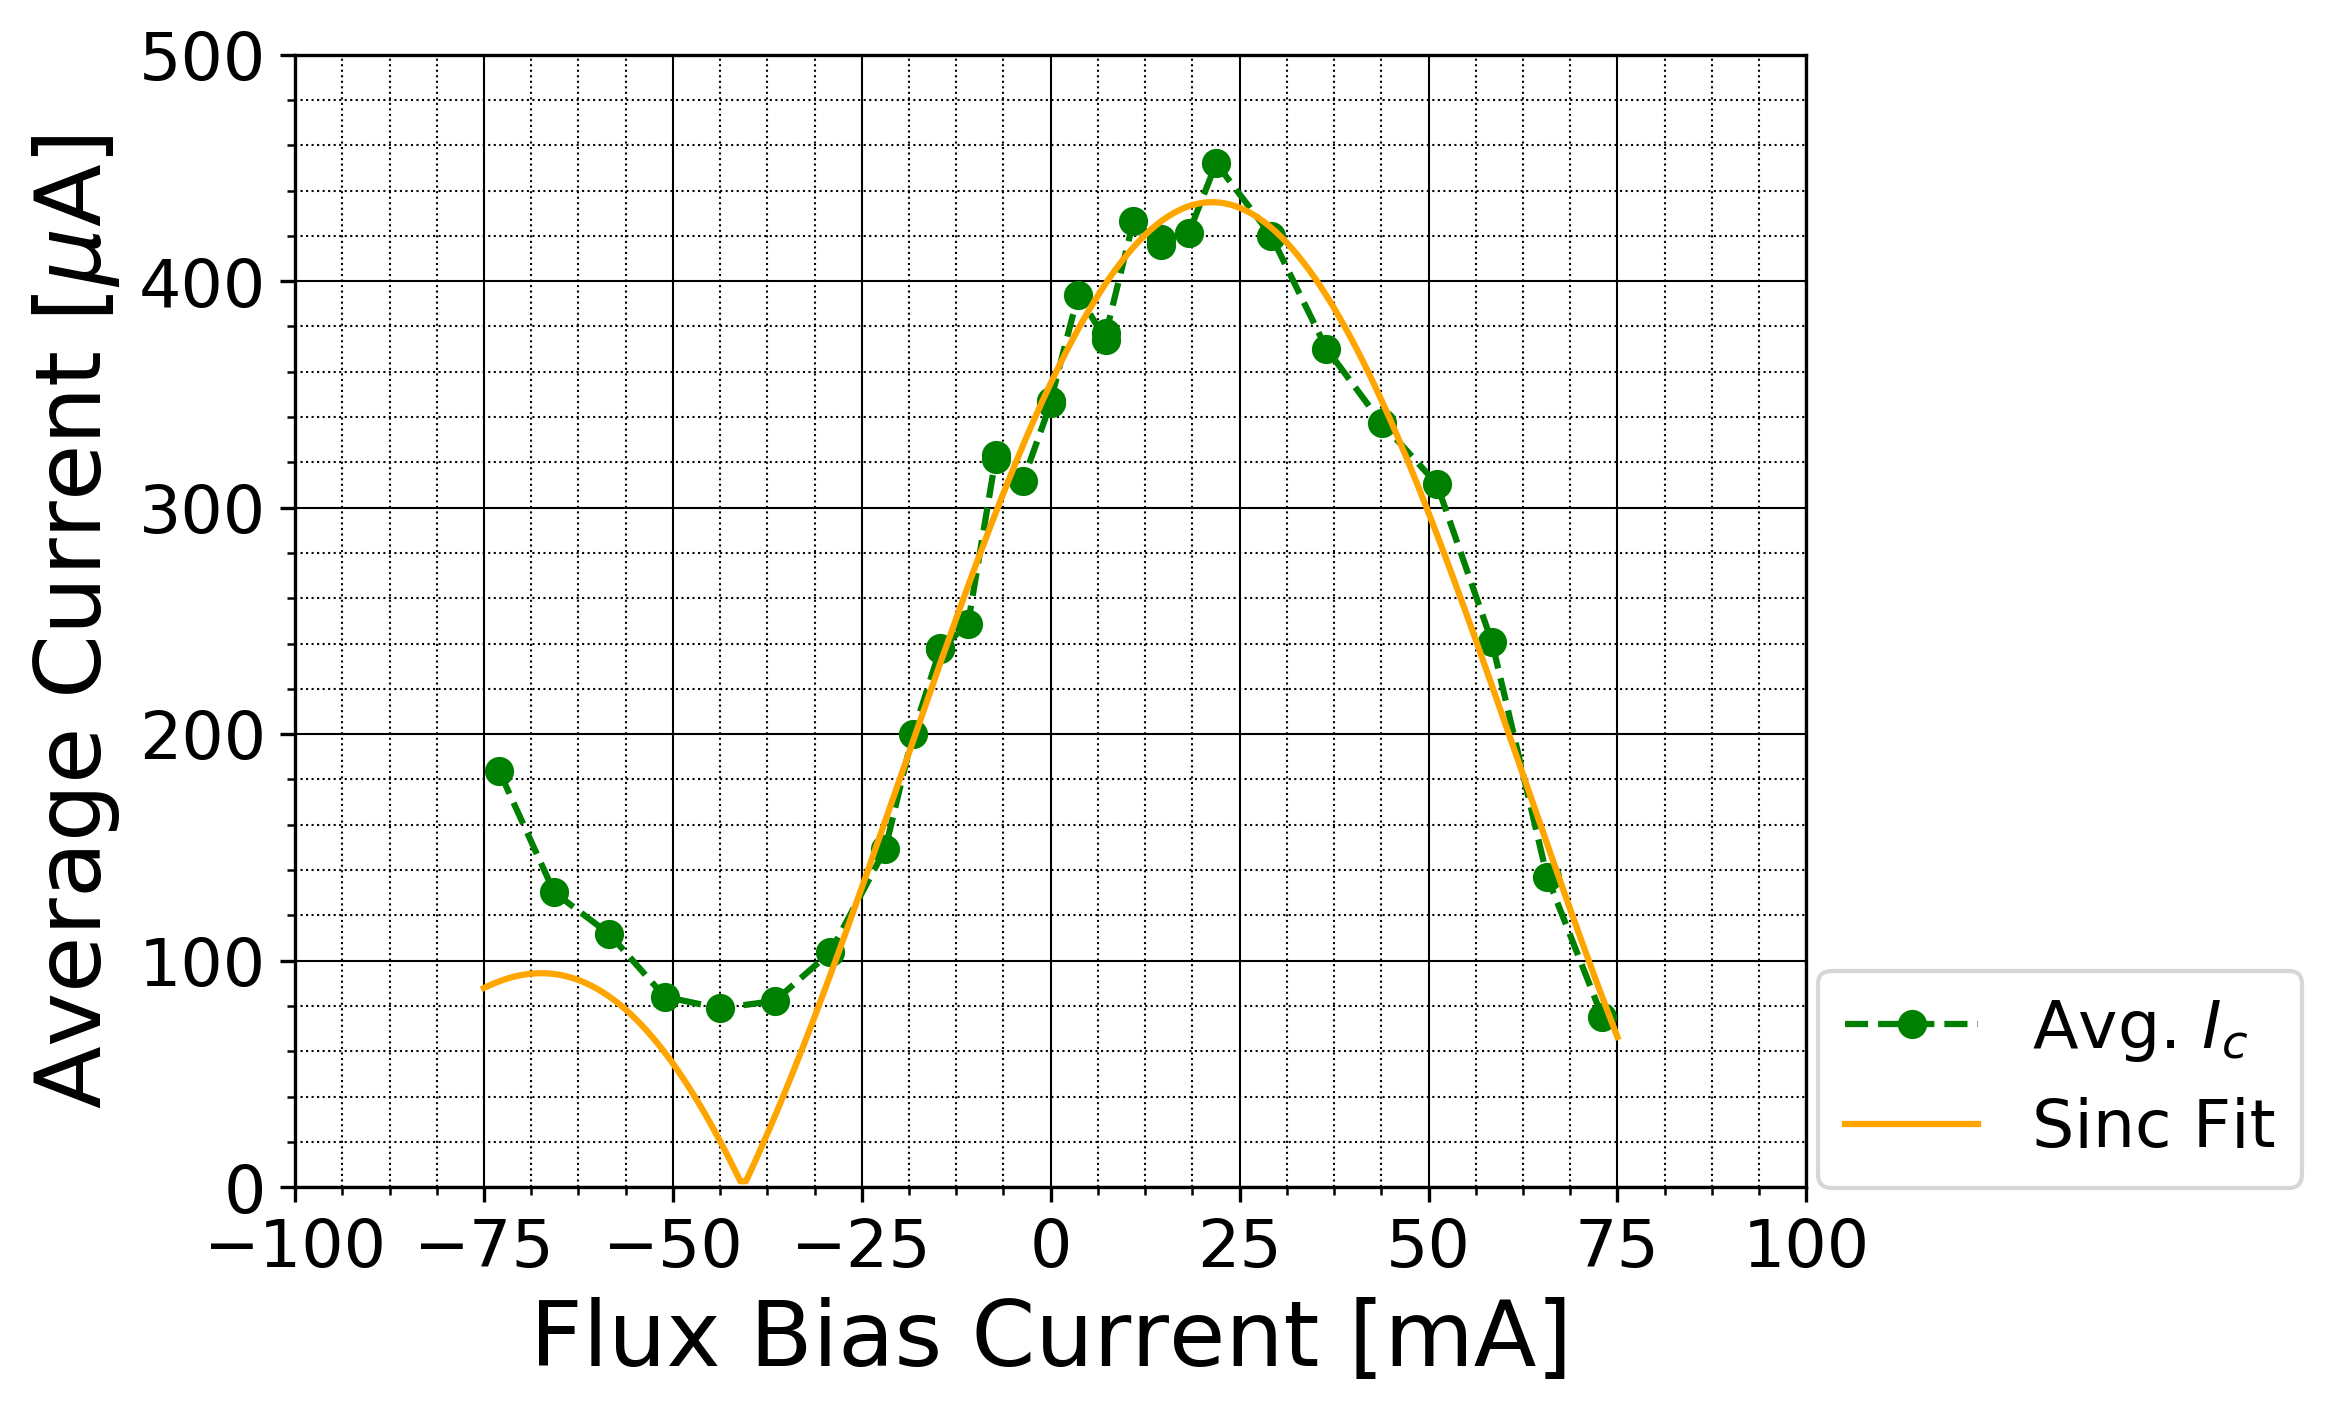 Average Current [μA]
500
400
300
200
100
0
−100 −75 −50 −25 0 25 50 75 100
Flux Bias Current [mA]
Avg. I_c
Sinc Fit